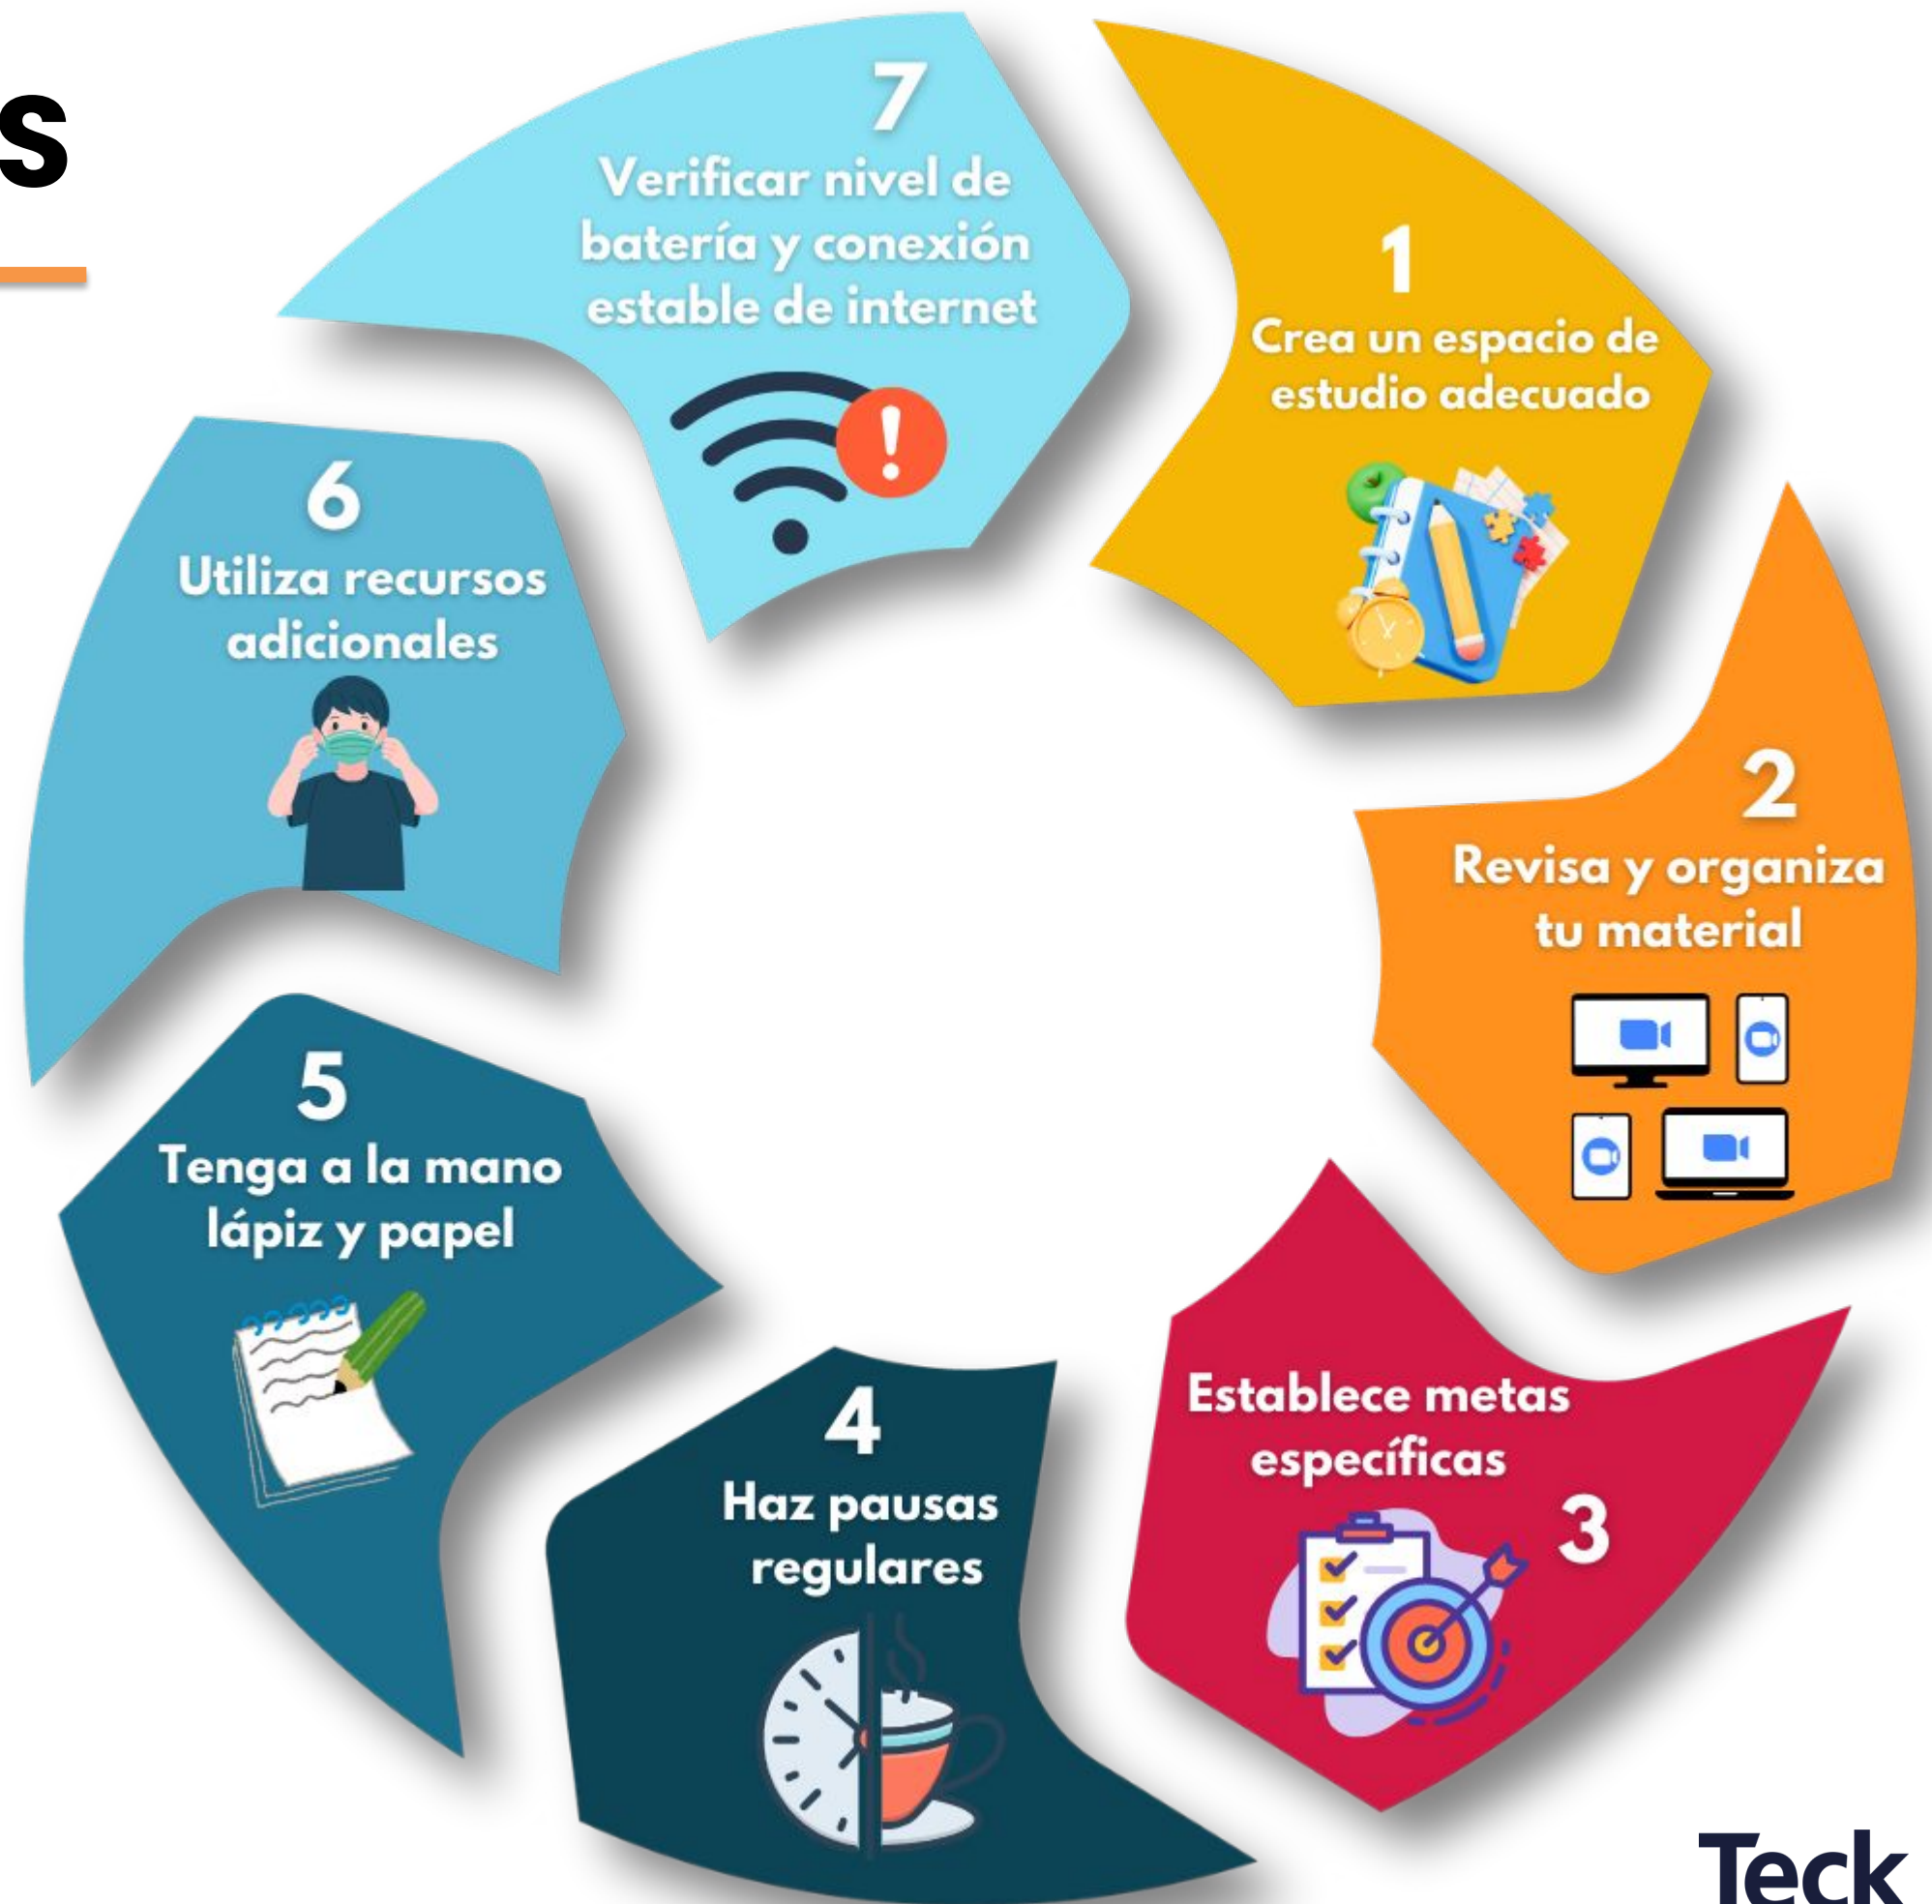 s
7
Verificar nivel de
batería y conexión
estable de internet
1
Crea un espacio de
estudio adecuado
2
Revisa y organiza
tu material
Establece metas
específicas
3
4
Haz pausas
regulares
5
Tenga a la mano
lápiz y papel
6
Utiliza recursos
adicionales
Teck